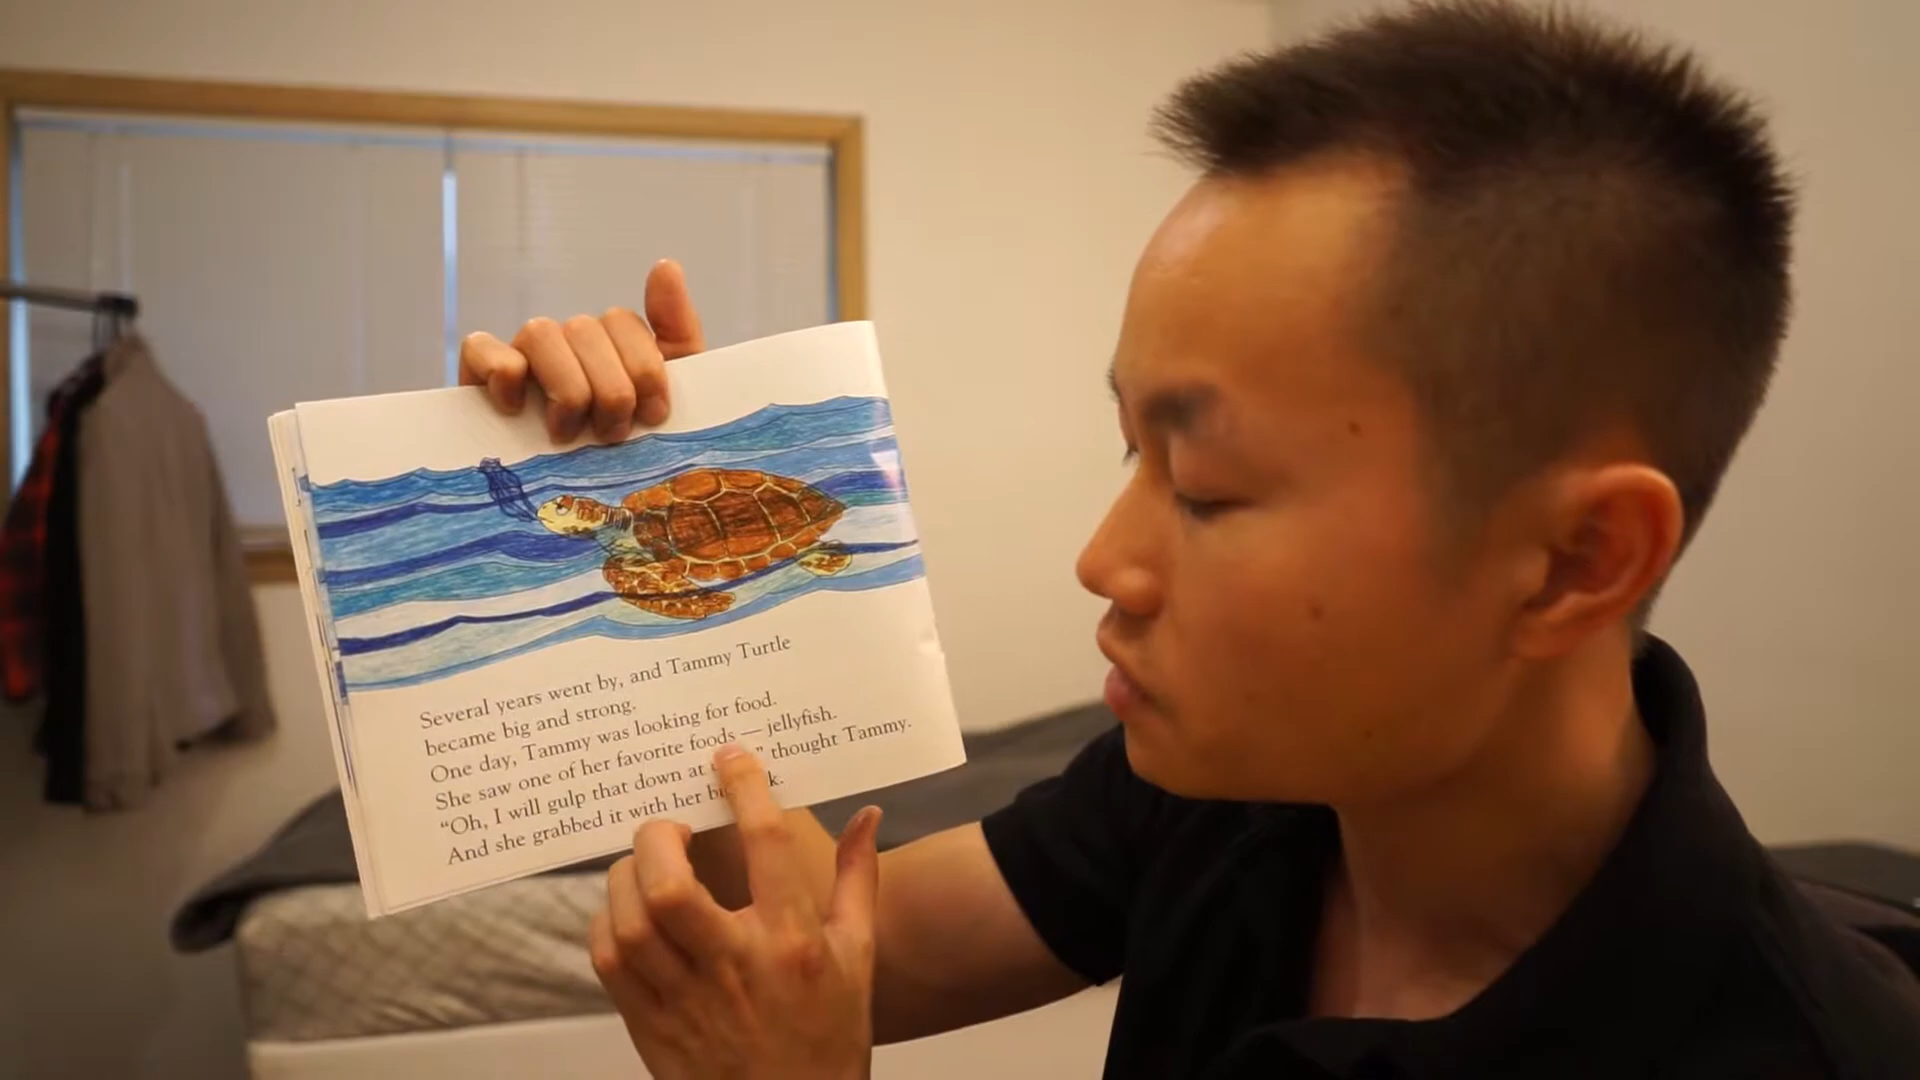 Several years went by, and Tammy Turtle
became big and strong.
One day, Tammy was looking for food.
She saw one of her favorite foods — jellyfish.
“Oh, I will gulp that down at ” thought Tammy.
And she grabbed it with her